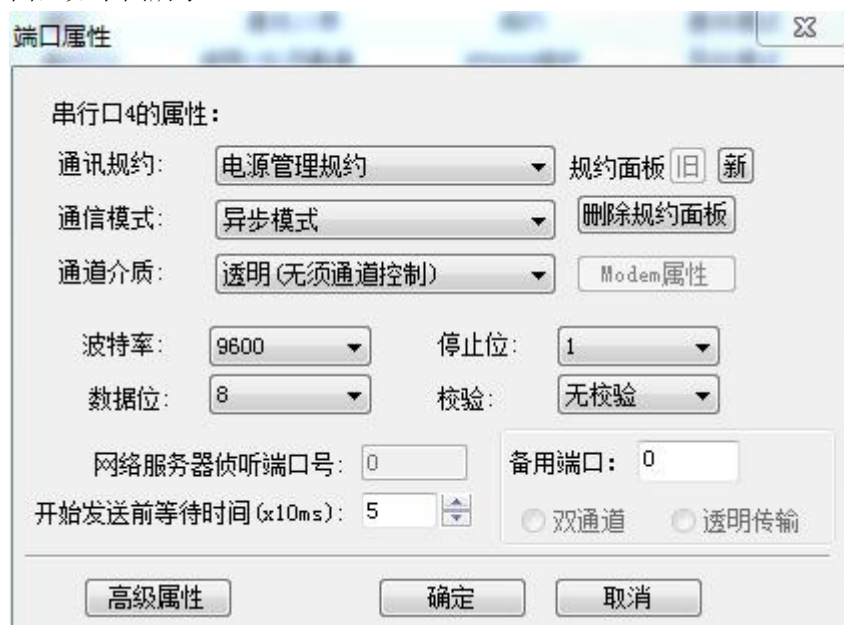 端口属性
串行口4的属性：
通讯规约: 电源管理规约 规约面板 旧 新
通信模式: 异步模式 删除规约面板
通道介质: 透明(无须通道控制) Modem属性
波特率: 9600 停止位: 1
数据位: 8 校验: 无校验
网络服务器侦听端口号: 0 备用端口： 0
开始发送前等待时间(x10ms): 5 双通道 透明传输
高级属性 确定 取消